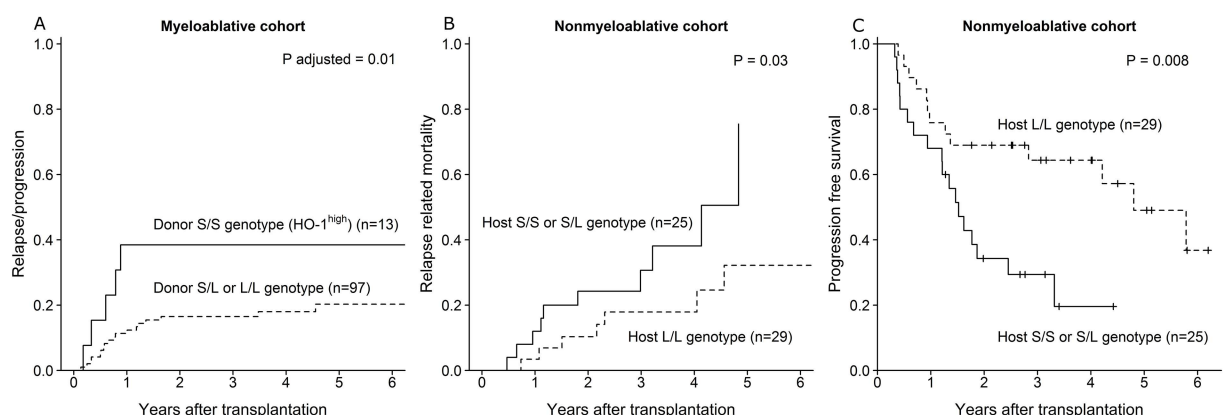 A
Myeloablative cohort
P adjusted = 0.01
Relapse/progression
1.0
0.8
0.6
0.4
0.2
0.0
Donor S/S genotype (HO-1high) (n=13)
Donor S/L or L/L genotype (n=97)
0 1 2 3 4 5 6
Years after transplantation
B
Nonmyeloablative cohort
P = 0.03
Relapse related mortality
1.0
0.8
0.6
0.4
0.2
0.0
Host S/S or S/L genotype (n=25)
Host L/L genotype (n=29)
0 1 2 3 4 5 6
Years after transplantation
C
Nonmyeloablative cohort
P = 0.008
Progression free survival
1.0
0.8
0.6
0.4
0.2
0.0
Host L/L genotype (n=29)
Host S/S or S/L genotype (n=25)
0 1 2 3 4 5 6
Years after transplantation